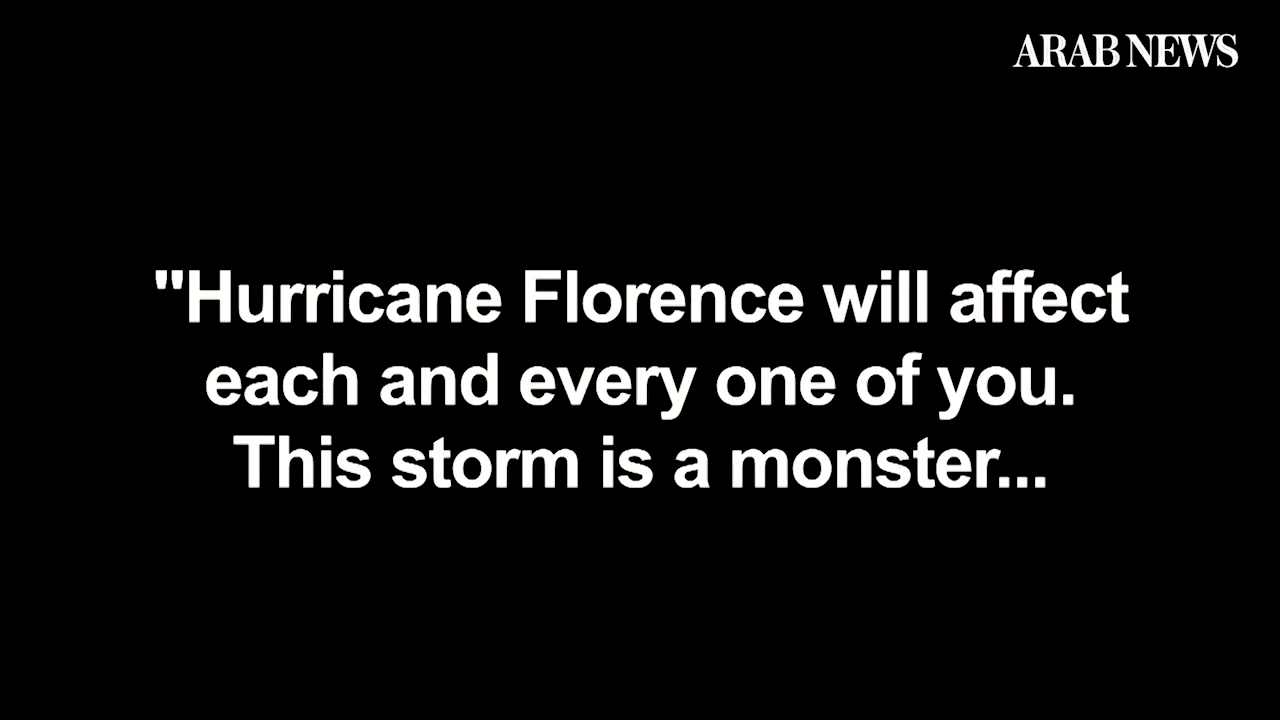 ARAB NEWS
"Hurricane Florence will affect
each and every one of you.
This storm is a monster...